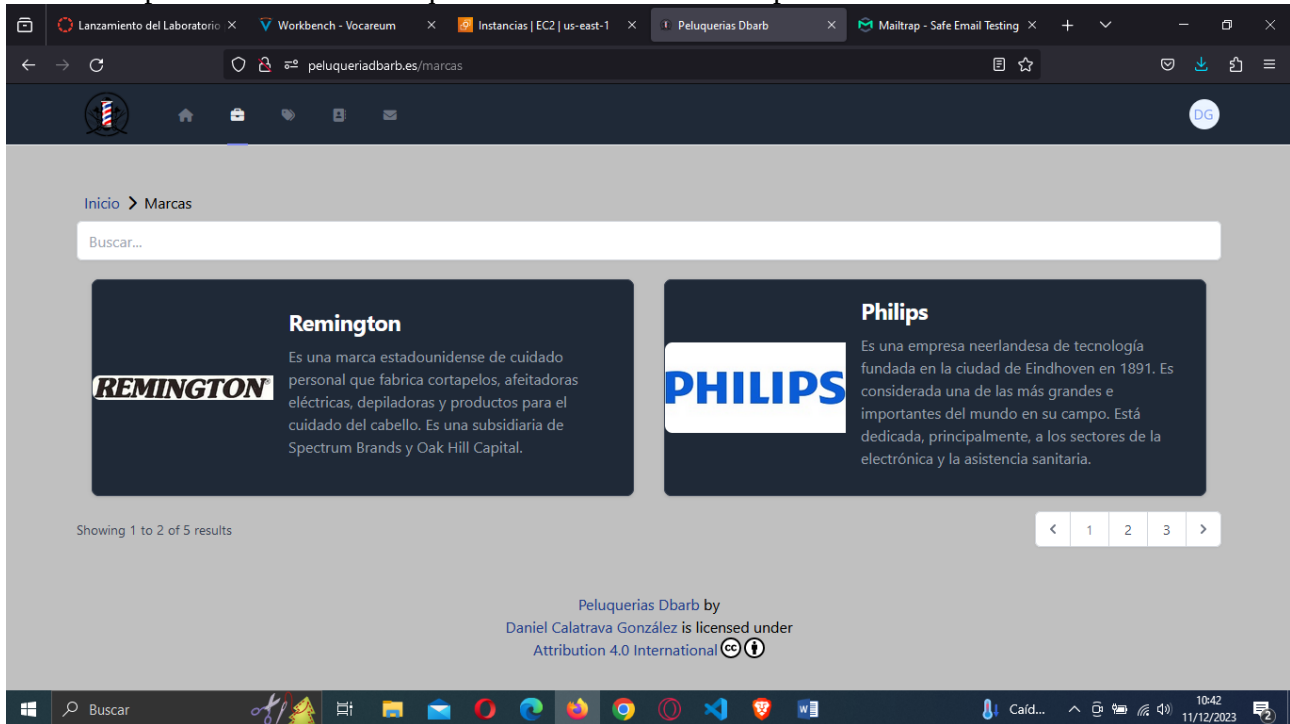 Lanzamiento del Laboratorio
Workbench - Vocareum
Instancias | EC2 | us-east-1
Peluquerias Dbarb
Mailtrap - Safe Email Testing
peluqueriadbarb.es/marcas
DG
Inicio > Marcas
Buscar...
REMINGTON
Remington
Es una marca estadounidense de cuidado
personal que fabrica cortapelos, afeitadoras
eléctricas, depiladoras y productos para el
cuidado del cabello. Es una subsidiaria de
Spectrum Brands y Oak Hill Capital.
PHILIPS
Philips
Es una empresa neerlandesa de tecnología
fundada en la ciudad de Eindhoven en 1891. Es
considerada una de las más grandes e
importantes del mundo en su campo. Está
dedicada, principalmente, a los sectores de la
electrónica y la asistencia sanitaria.
Showing 1 to 2 of 5 results
< 1 2 3 >
Peluquerias Dbarb by
Daniel Calatrava González is licensed under
Attribution 4.0 International
Buscar
Caíd...
10:42
11/12/2023
2